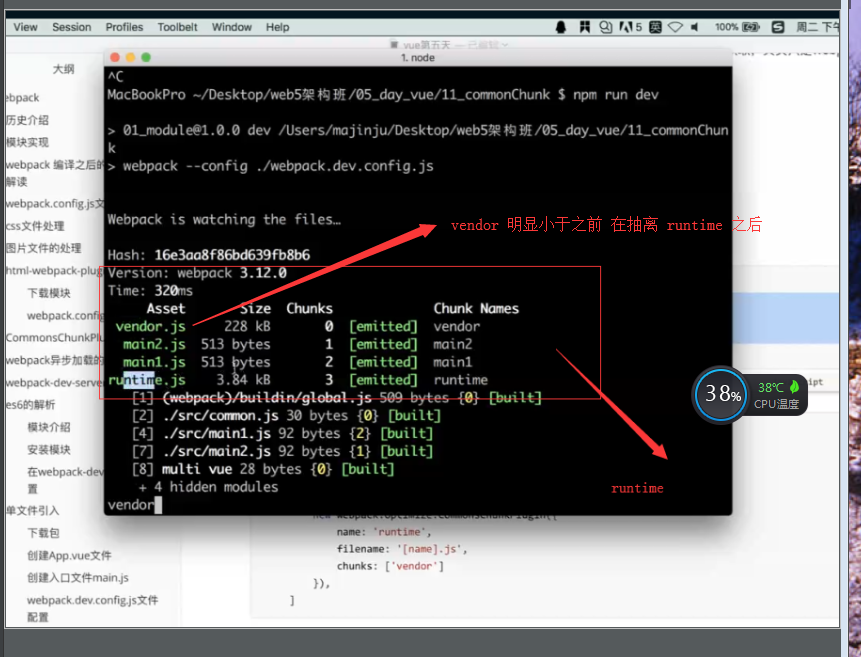 View Session Profiles Toolbelt Window Help 5 英 100% 周二 下午
vue第五天 — 已编辑
1. node
大纲
ebpack
历史介绍
模块实现
webpack 编译之后的
解读
webpack.config.js文
css文件处理
图片文件的处理
html-webpack-plug
下载模块
webpack.config
CommonsChunkPlu
webpack异步加载的
webpack-dev-server
es6的解析
模块介绍
安装模块
在webpack-dev
置
单文件引入
下载包
创建App.vue文件
创建入口文件main.js
webpack.dev.config.js文件
配置
^C
MacBookPro ~/Desktop/web5架构班/05_day_vue/11_commonChunk $ npm run dev
> 01_module@1.0.0 dev /Users/majinju/Desktop/web5架构班/05_day_vue/11_commonChun
k
> webpack --config ./webpack.dev.config.js
Webpack is watching the files…
Hash: 16e3aa8f86bd639fb8b6
Version: webpack 3.12.0
Time: 320ms
Asset Size Chunks Chunk Names
vendor.js 228 kB 0 [emitted] vendor
main2.js 513 bytes 1 [emitted] main2
main1.js 513 bytes 2 [emitted] main1
runtime.js 3.84 kB 3 [emitted] runtime
[1] (webpack)/buildin/global.js 509 bytes {0} [built]
[2] ./src/common.js 30 bytes {0} [built]
[4] ./src/main1.js 92 bytes {2} [built]
[7] ./src/main2.js 92 bytes {1} [built]
[8] multi vue 28 bytes {0} [built]
+ 4 hidden modules
vendor
vendor 明显小于之前 在抽离 runtime 之后
runtime
38%
38℃
CPU温度
new webpack.optimize.CommonsChunkPlugin({
name: 'runtime',
filename: '[name].js',
chunks: ['vendor']
}),
]